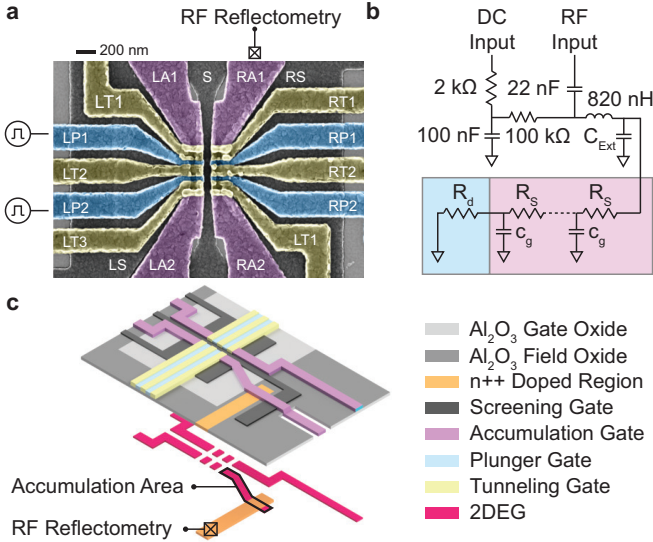 a
RF Reflectometry
200 nm
LA1
S
RA1
RS
LT1
RT1
LP1
RP1
LT2
RT2
LP2
RP2
LT3
LT1
LS
LA2
RA2
b
DC
Input
RF
Input
2 kΩ
22 nF
820 nH
100 nF
100 kΩ
C_Ext
R_d
R_S
R_S
c_g
c_g
c
Accumulation Area
RF Reflectometry
Al₂O₃ Gate Oxide
Al₂O₃ Field Oxide
n++ Doped Region
Screening Gate
Accumulation Gate
Plunger Gate
Tunneling Gate
2DEG